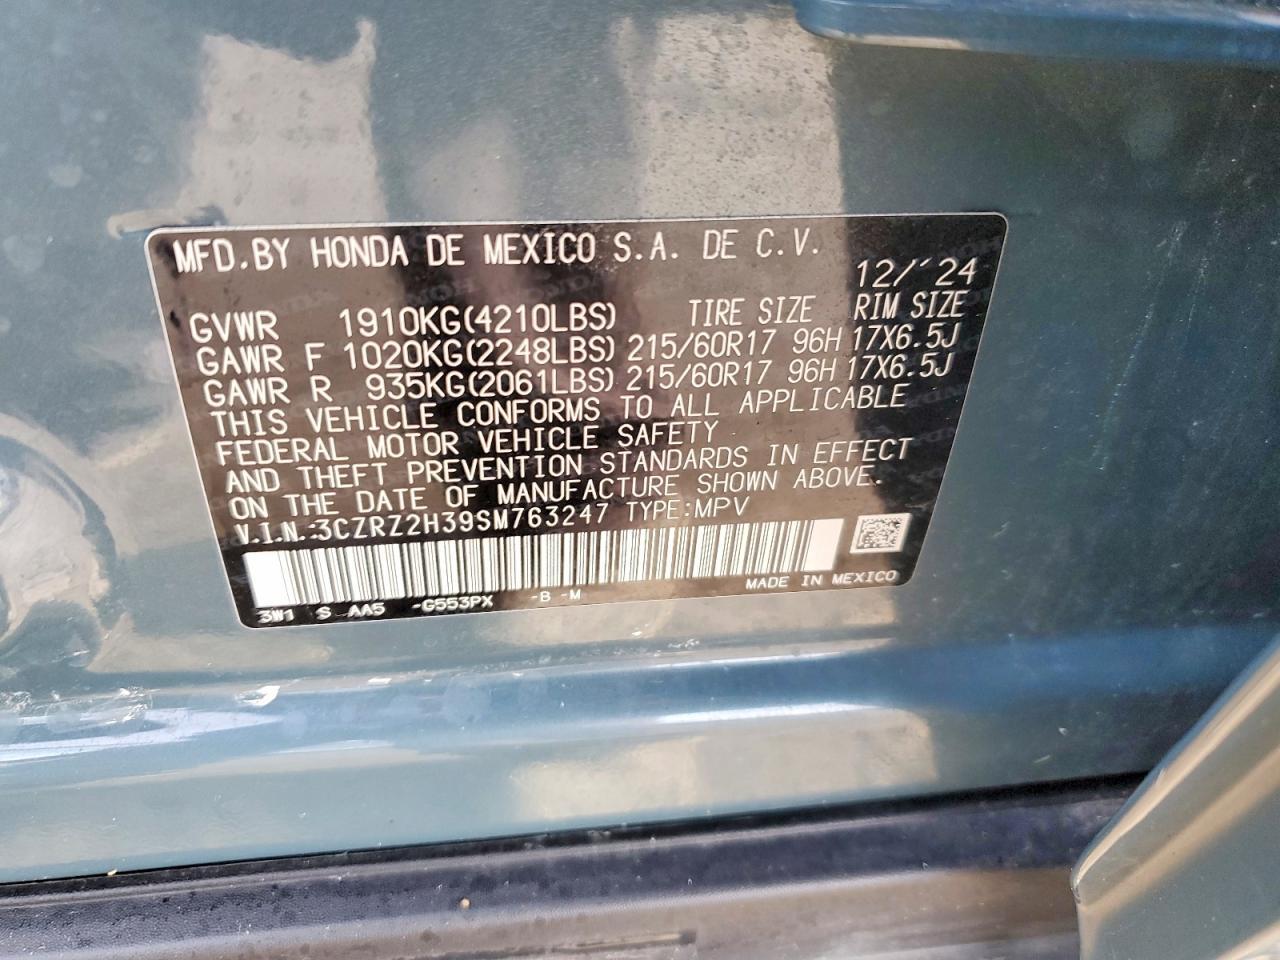 MFD.BY HONDA DE MEXICO S.A. DE C.V.
12/´24
GVWR 1910KG(4210LBS) TIRE SIZE RIM SIZE
GAWR F 1020KG(2248LBS) 215/60R17 96H 17X6.5J
GAWR R 935KG(2061LBS) 215/60R17 96H 17X6.5J
THIS VEHICLE CONFORMS TO ALL APPLICABLE
FEDERAL MOTOR VEHICLE SAFETY
AND THEFT PREVENTION STANDARDS IN EFFECT
ON THE DATE OF MANUFACTURE SHOWN ABOVE.
V.I.N.:3CZRZ2H39SM763247 TYPE:MPV
MADE IN MEXICO
3W1 S AA5 -G553PX -B -M